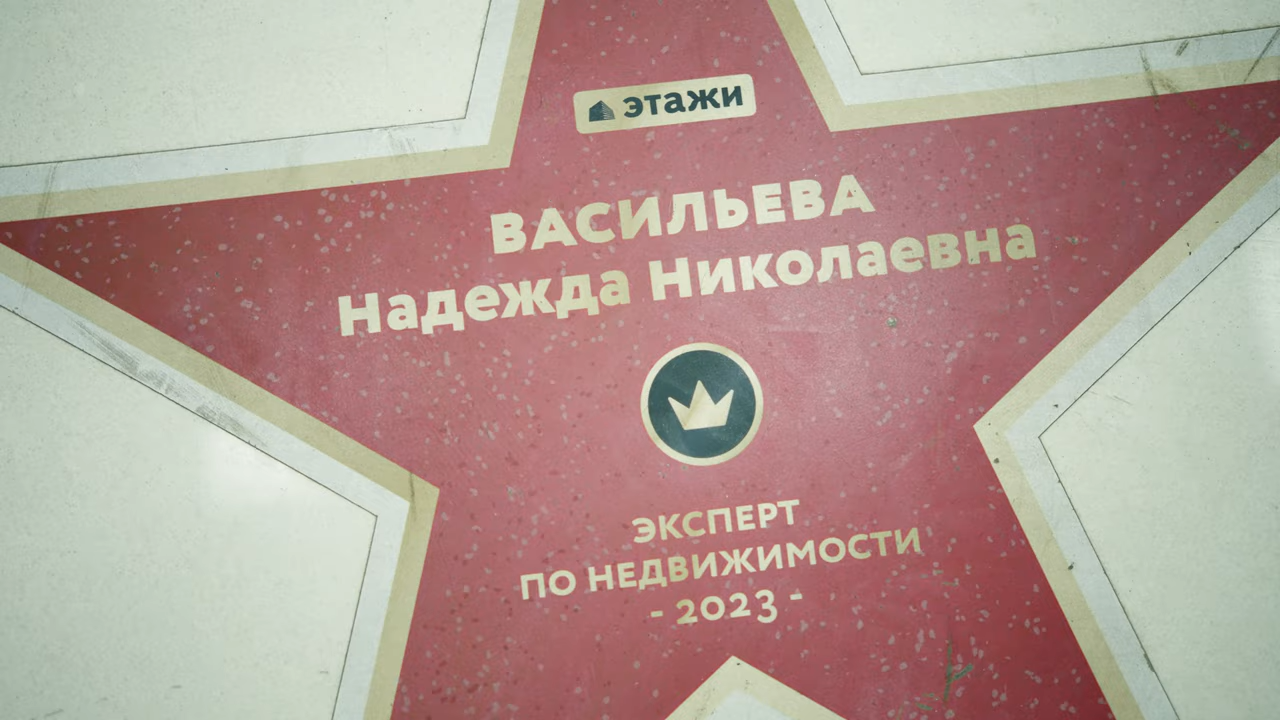 этажи
ВАСИЛЬЕВА
Надежда Николаевна
ЭКСПЕРТ
ПО НЕДВИЖИМОСТИ
- 2023 -